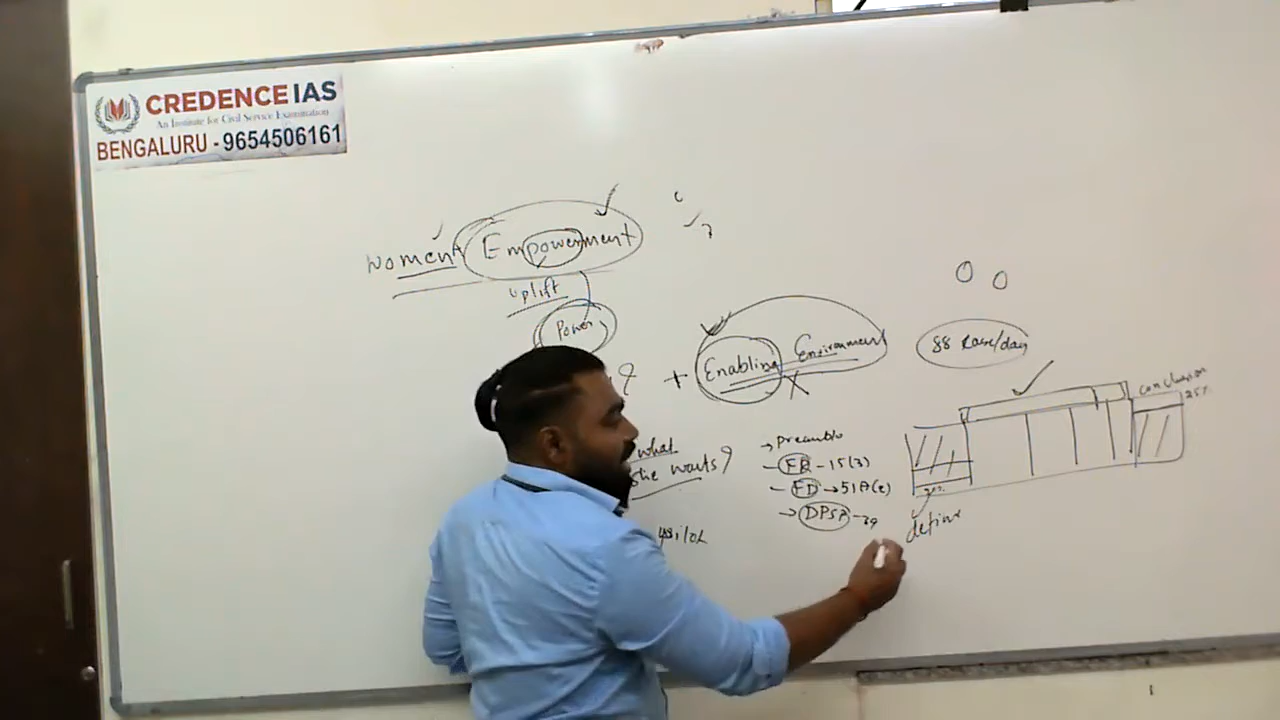 CREDENCE IAS
An Institute for Civil Service Examination
BENGALURU - 9654506161
women Empowerment
uplift
Power
? + Enabling Environment
88 Rape/day
what
she wants?
Preamble
FR - 15(3)
FD → 51A(e)
DPSP - 39
conclusion
25%
define